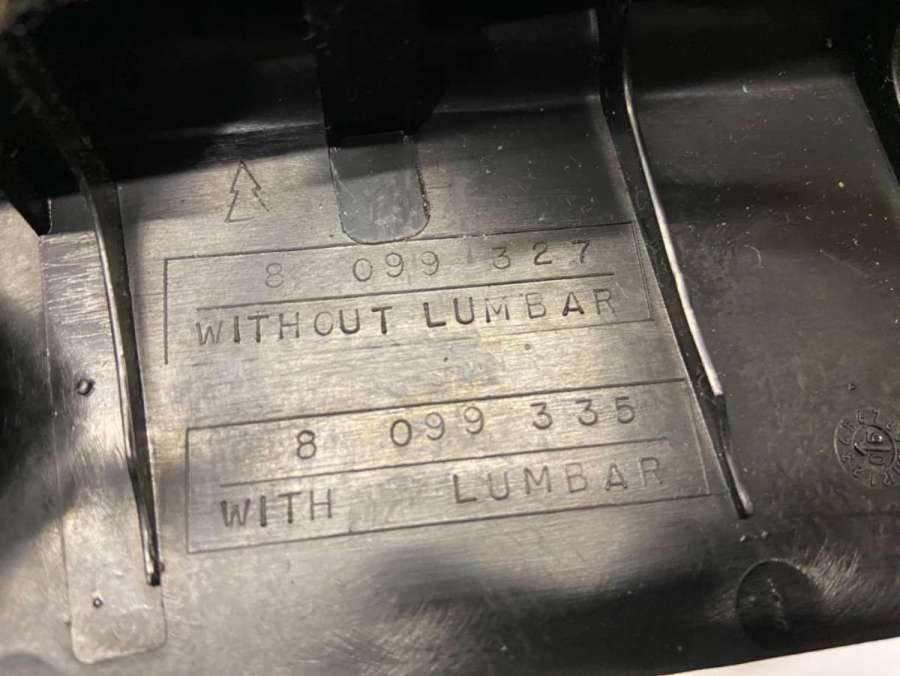 8 099 327
WITHOUT LUMBAR
8 099 335
WITH LUMBAR